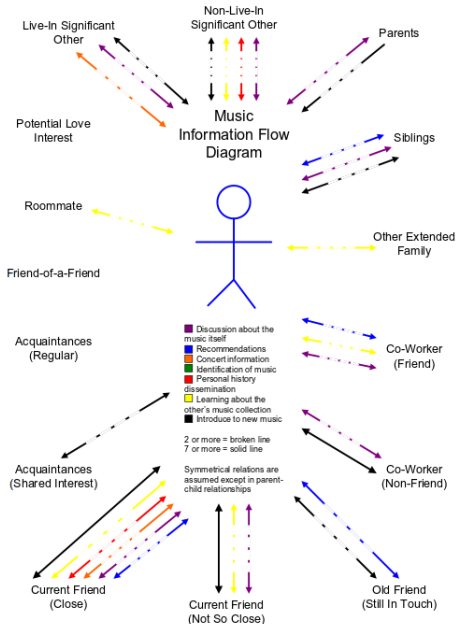 Live-In Significant
Other
Non-Live-In
Significant Other
Parents
Music
Information Flow
Diagram
Potential Love
Interest
Siblings
Roommate
Other Extended
Family
Friend-of-a-Friend
Acquaintances
(Regular)
Co-Worker
(Friend)
Discussion about the
music itself
Recommendations
Concert information
Identification of music
Personal history
dissemination
Learning about the
other's music collection
Introduce to new music
2 or more = broken line
7 or more = solid line
Symmetrical relations are
assumed except in parent-
child relationships
Acquaintances
(Shared Interest)
Co-Worker
(Non-Friend)
Current Friend
(Close)
Current Friend
(Not So Close)
Old Friend
(Still In Touch)